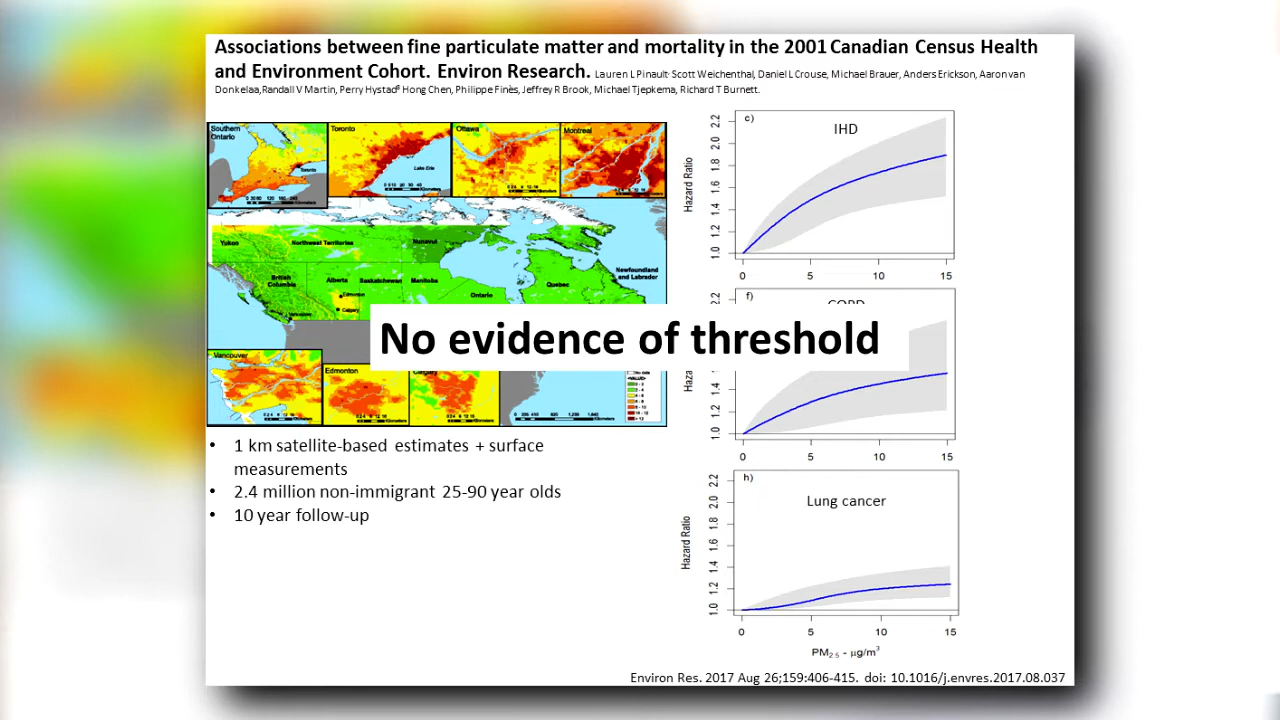 Associations between fine particulate matter and mortality in the 2001 Canadian Census Health
and Environment Cohort. Environ Research. Lauren L Pinault, Scott Weichenthal, Daniel L Crouse, Michael Brauer, Anders Erickson, Aaron van
Donkelaa, Randall V Martin, Perry Hystad Hong Chen, Philippe Finès, Jeffrey R Brook, Michael Tjepkema, Richard T Burnett.
Southern
Ontario
Toronto
Toronto
Lake Erie
Ottawa
Montreal
Yukon
Northwest Territories
Nunavut
British
Columbia
Alberta
Saskatchewan
Manitoba
Ontario
Quebec
Newfoundland
and Labrador
Edmonton
Calgary
Vancouver
Vancouver
Edmonton
c)
IHD
Hazard Ratio
1.0 1.2 1.4 1.6 1.8 2.0 2.2
0 5 10 15
f)
No evidence of threshold
2.2
1.0 1.2 1.4
0 5 10 15
h)
Lung cancer
Hazard Ratio
1.0 1.2 1.4 1.6 1.8 2.0 2.2
0 5 10 15
PM2.5 - µg/m3
• 1 km satellite-based estimates + surface
measurements
• 2.4 million non-immigrant 25-90 year olds
• 10 year follow-up
Environ Res. 2017 Aug 26;159:406-415. doi: 10.1016/j.envres.2017.08.037